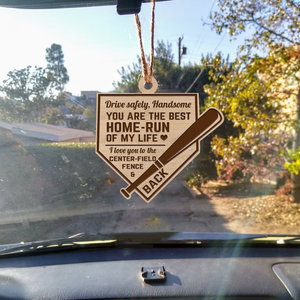 Drive safely, Handsome
YOU ARE THE BEST
HOME-RUN
OF MY LIFE
I love you to the
CENTER-FIELD
FENCE
&
BACK